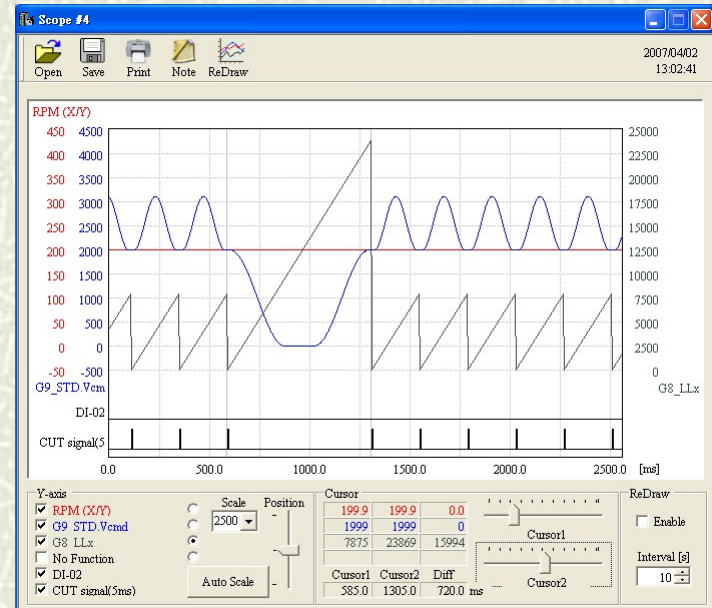 Scope #4
Open Save Print Note ReDraw
2007/04/02
13:02:41
RPM (X/Y)
450 4500 25000
400 4000 22500
350 3500 20000
300 3000 17500
250 2500 15000
200 2000 12500
150 1500 10000
100 1000 7500
50 500 5000
0 0 2500
-50 -500 0
G9_STD.Vcm G8_LLx
DI-02
CUT signal(5
0.0 500.0 1000.0 1500.0 2000.0 2500.0 [ms]
Y-axis Scale Position Cursor ReDraw
RPM (X/Y) 2500 199.9 199.9 0.0 Enable
G9_STD.Vcmd 1999 1999 0 Cursor1
G8_LLx 7875 23869 15994
No Function Interval [s]
DI-02 Auto Scale Cursor1 Cursor2 Diff Cursor2 10
CUT signal(5ms) 585.0 1305.0 720.0 ms